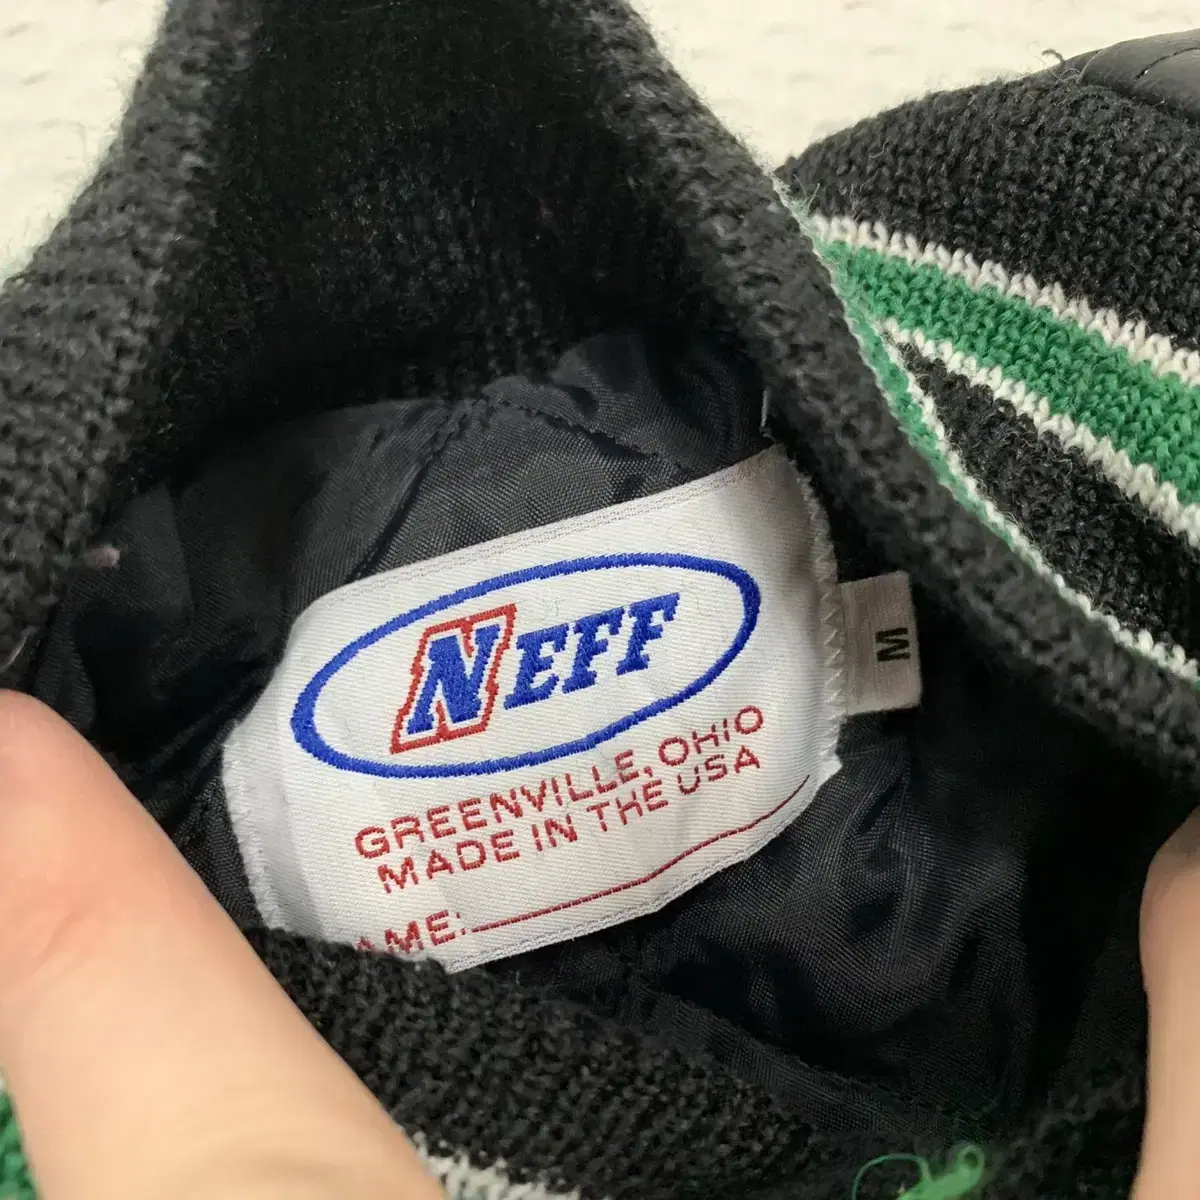 NEFF
GREENVILLE, OHIO
MADE IN THE USA
AME:
M